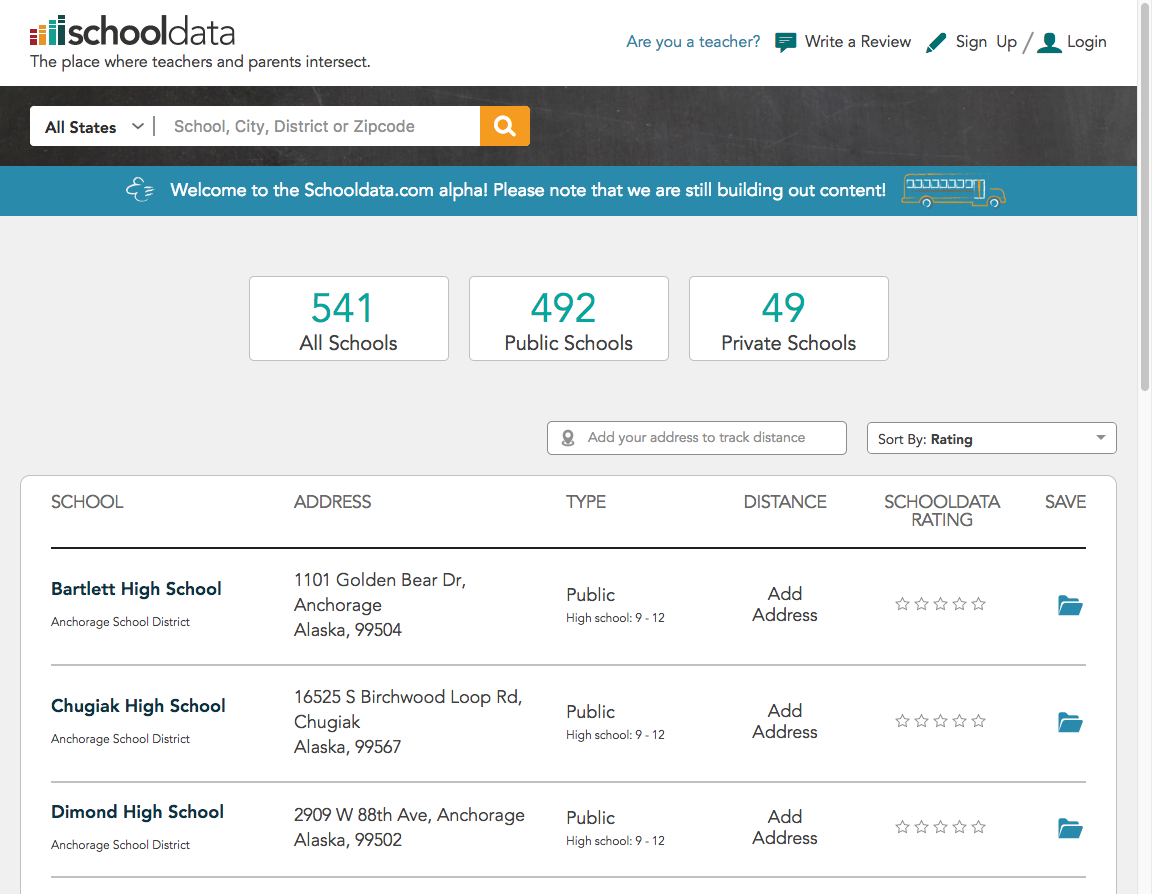 schooldata
The place where teachers and parents intersect.
Are you a teacher? Write a Review Sign Up / Login
All States School, City, District or Zipcode
Welcome to the Schooldata.com alpha! Please note that we are still building out content!
541 492 49
All Schools Public Schools Private Schools
Add your address to track distance Sort By: Rating
SCHOOL ADDRESS TYPE DISTANCE SCHOOLDATA RATING SAVE
Bartlett High School
Anchorage School District
1101 Golden Bear Dr,
Anchorage
Alaska, 99504
Public
High school: 9 - 12
Add
Address
Chugiak High School
Anchorage School District
16525 S Birchwood Loop Rd,
Chugiak
Alaska, 99567
Public
High school: 9 - 12
Add
Address
Dimond High School
Anchorage School District
2909 W 88th Ave, Anchorage
Alaska, 99502
Public
High school: 9 - 12
Add
Address